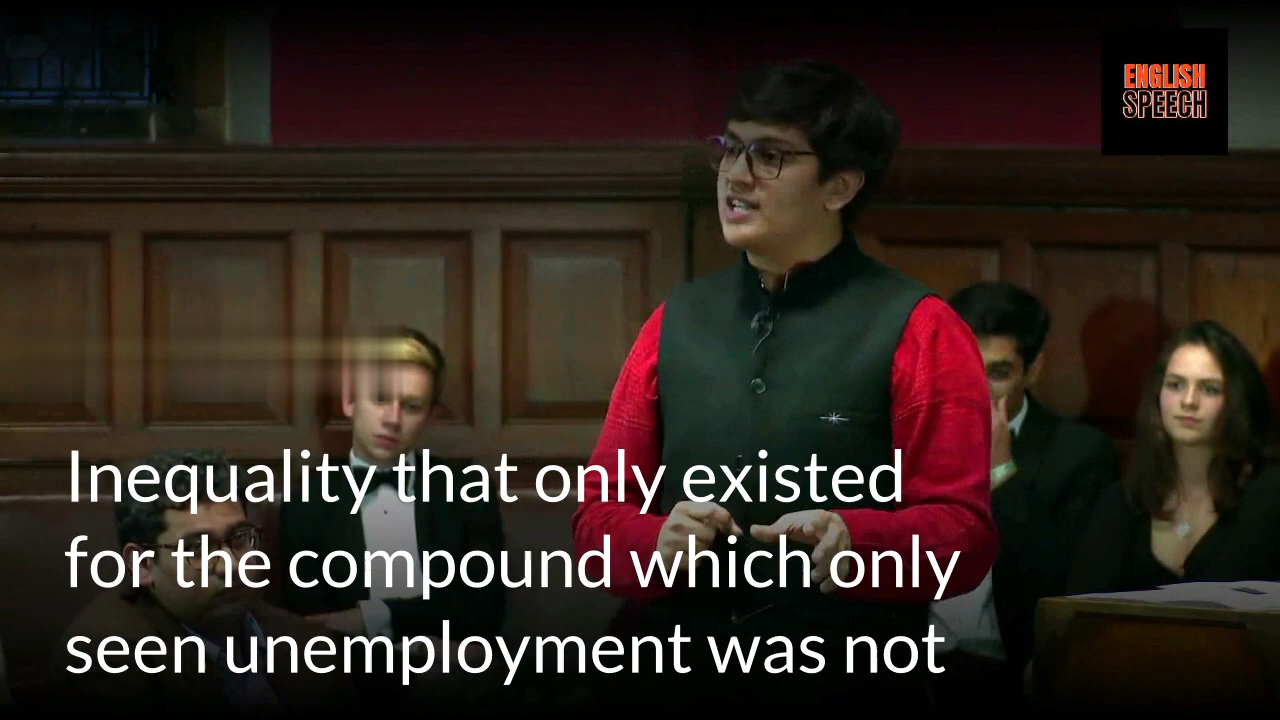 ENGLISH
SPEECH
Inequality that only existed
for the compound which only
seen unemployment was not